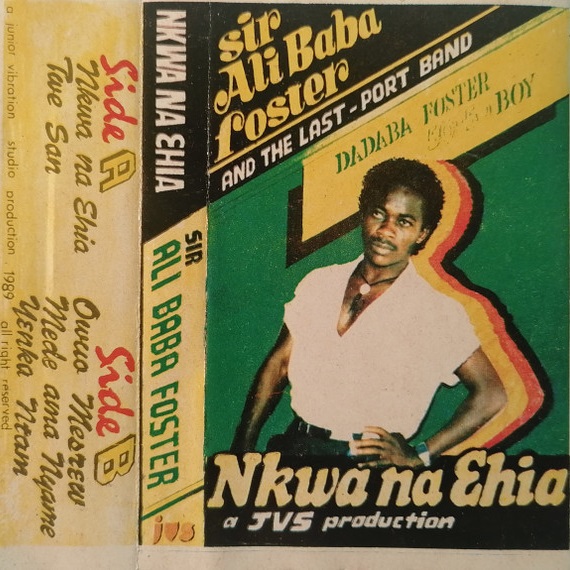 sir
Ali Baba
foster
AND THE LAST-PORT BAND
DADABA FOSTER
BOY
Nkwa na Ehia
a JVS production
NKWA NA EHIA
SIR
ALI BABA FOSTER
jvs
Side A
Nkwa na Ehia
Twe San
Side B
Owuo Mesrew
Mede ama Nyame
Yenka Nram
a junior vibration studio production. 1989 all right reserved